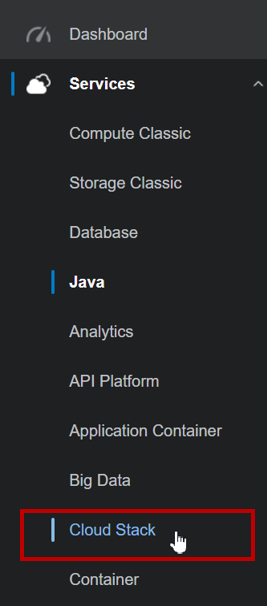 Dashboard
Services
Compute Classic
Storage Classic
Database
Java
Analytics
API Platform
Application Container
Big Data
Cloud Stack
Container